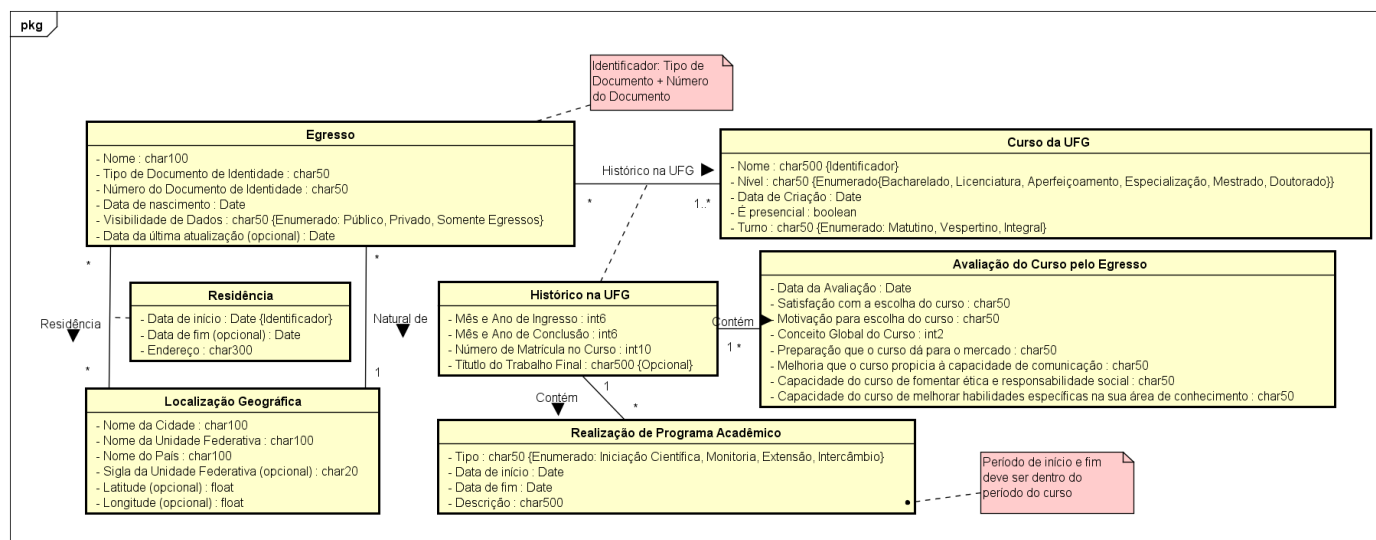 pkg
Identificador: Tipo de
Documento + Número
do Documento
Egresso
- Nome : char100
- Tipo de Documento de Identidade : char50
- Número do Documento de Identidade : char50
- Data de nascimento : Date
- Visibilidade de Dados : char50 {Enumerado: Público, Privado, Somente Egressos}
- Data da última atualização (opcional) : Date
Histórico na UFG
*
1..*
Curso da UFG
- Nome : char500 {Identificador}
- Nível : char50 {Enumerado{Bacharelado, Licenciatura, Aperfeiçoamento, Especialização, Mestrado, Doutorado}}
- Data de Criação : Date
- É presencial : boolean
- Turno : char50 {Enumerado: Matutino, Vespertino, Integral}
*
*
Residência
- Data de início : Date {Identificador}
- Data de fim (opcional) : Date
- Endereço : char300
Residência
Natural de
*
1
Histórico na UFG
- Mês e Ano de Ingresso : int6
- Mês e Ano de Conclusão : int6
- Número de Matrícula no Curso : int10
- Títutlo do Trabalho Final : char500 {Opcional}
Contém
1
*
Avaliação do Curso pelo Egresso
- Data da Avaliação : Date
- Satisfação com a escolha do curso : char50
- Motivação para escolha do curso : char50
- Conceito Global do Curso : int2
- Preparação que o curso dá para o mercado : char50
- Melhoria que o curso propicia à capacidade de comunicação : char50
- Capacidade do curso de fomentar ética e responsabilidade social : char50
- Capacidade do curso de melhorar habilidades específicas na sua área de conhecimento : char50
Localização Geográfica
- Nome da Cidade : char100
- Nome da Unidade Federativa : char100
- Nome do País : char100
- Sigla da Unidade Federativa (opcional) : char20
- Latitude (opcional) : float
- Longitude (opcional) : float
1
Contém
*
Realização de Programa Acadêmico
- Tipo : char50 {Enumerado: Iniciação Científica, Monitoria, Extensão, Intercâmbio}
- Data de início : Date
- Data de fim : Date
- Descrição : char500
Período de início e fim
deve ser dentro do
período do curso